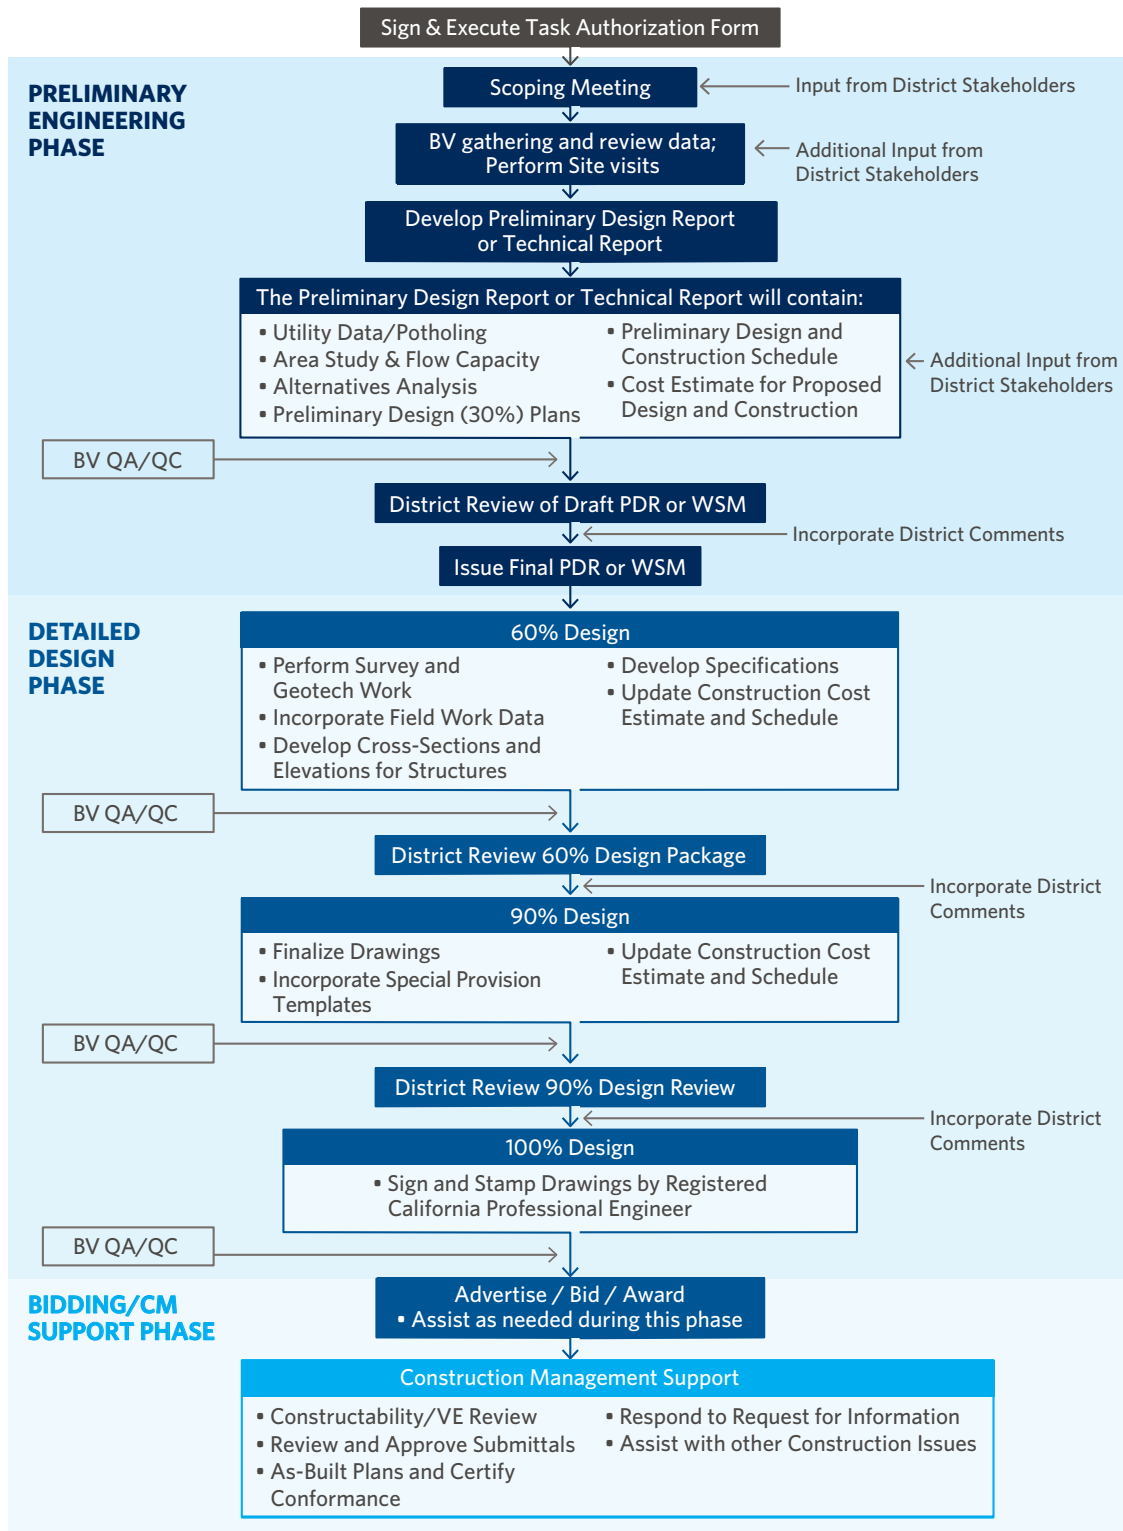 Sign & Execute Task Authorization Form
PRELIMINARY
ENGINEERING
PHASE
Scoping Meeting
Input from District Stakeholders
BV gathering and review data;
Perform Site visits
Additional Input from
District Stakeholders
Develop Preliminary Design Report
or Technical Report
The Preliminary Design Report or Technical Report will contain:
▪ Utility Data/Potholing
▪ Area Study & Flow Capacity
▪ Alternatives Analysis
▪ Preliminary Design (30%) Plans
▪ Preliminary Design and
Construction Schedule
▪ Cost Estimate for Proposed
Design and Construction
Additional Input from
District Stakeholders
BV QA/QC
District Review of Draft PDR or WSM
Incorporate District Comments
Issue Final PDR or WSM
DETAILED
DESIGN
PHASE
60% Design
▪ Perform Survey and
Geotech Work
▪ Incorporate Field Work Data
▪ Develop Cross-Sections and
Elevations for Structures
▪ Develop Specifications
▪ Update Construction Cost
Estimate and Schedule
BV QA/QC
District Review 60% Design Package
Incorporate District
Comments
90% Design
▪ Finalize Drawings
▪ Incorporate Special Provision
Templates
▪ Update Construction Cost
Estimate and Schedule
BV QA/QC
District Review 90% Design Review
Incorporate District
Comments
100% Design
▪ Sign and Stamp Drawings by Registered
California Professional Engineer
BV QA/QC
BIDDING/CM
SUPPORT PHASE
Advertise / Bid / Award
▪ Assist as needed during this phase
Construction Management Support
▪ Constructability/VE Review
▪ Review and Approve Submittals
▪ As-Built Plans and Certify
Conformance
▪ Respond to Request for Information
▪ Assist with other Construction Issues